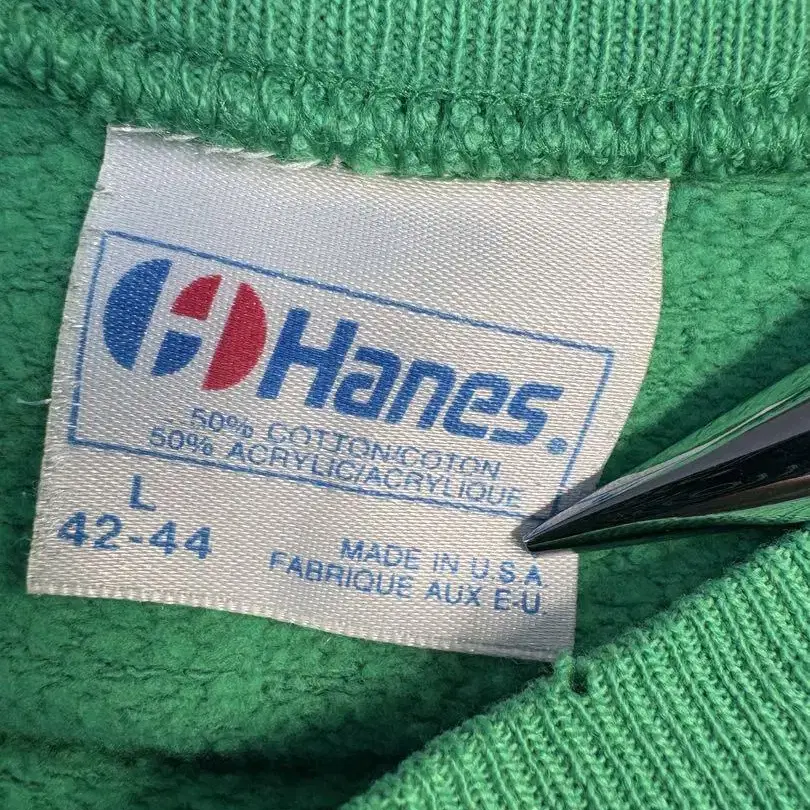 Hanes.
50% COTTON/COTON
50% ACRYLIC/ACRYLIQUE
L
42-44
MADE IN U.S.A.
FABRIQUE AUX E-U